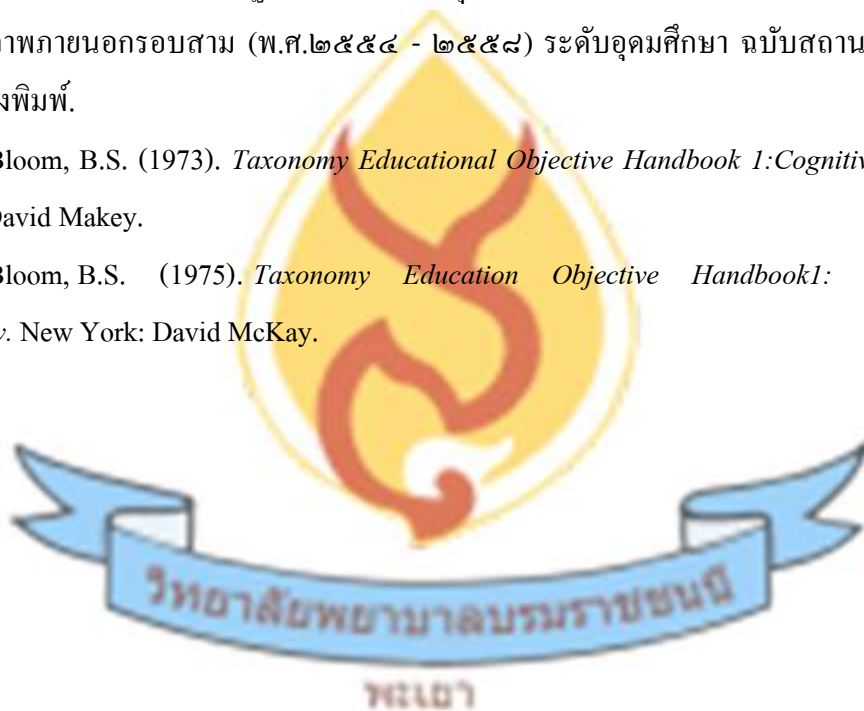 าพภายนอกรอบสาม (พ.ศ.๒๕๕๔ - ๒๕๕๘) ระดับอุดมศึกษา ฉบับสถาน
งพิมพ์.
Bloom, B.S. (1973). Taxonomy Educational Objective Handbook 1:Cognitiv
David Makey.
Bloom, B.S. (1975). Taxonomy Education Objective Handbook1:
v. New York: David McKay.
วิทยาลัยพยาบาลบรมราชชนนี
พะเยา